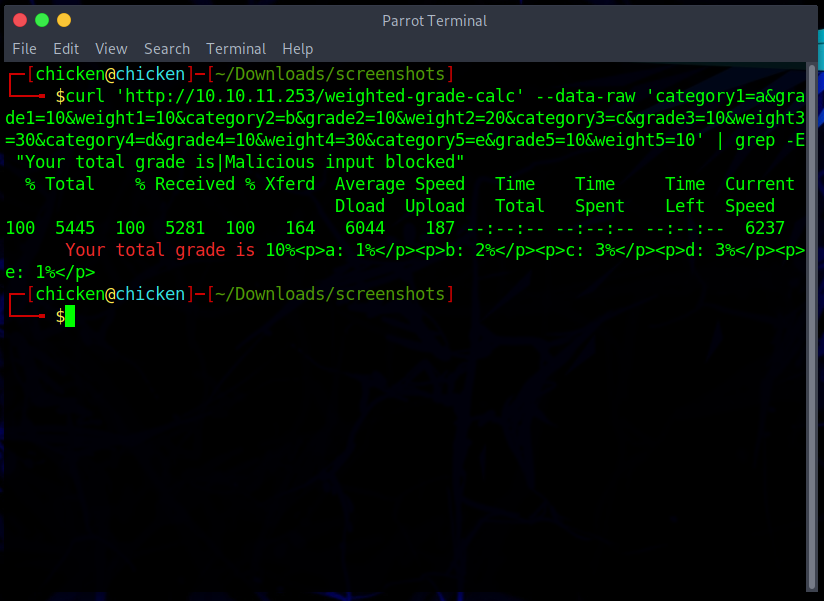 Parrot Terminal
File Edit View Search Terminal Help
┌─[chicken@chicken]─[~/Downloads/screenshots]
└──╼ $curl 'http://10.10.11.253/weighted-grade-calc' --data-raw 'category1=a&gra
de1=10&weight1=10&category2=b&grade2=10&weight2=20&category3=c&grade3=10&weight3
=30&category4=d&grade4=10&weight4=30&category5=e&grade5=10&weight5=10' | grep -E
 "Your total grade is|Malicious input blocked"
  % Total    % Received % Xferd  Average Speed   Time    Time     Time  Current
                                 Dload  Upload   Total   Spent    Left  Speed
100  5445  100  5281  100   164   6044    187 --:--:-- --:--:-- --:--:--  6237
      Your total grade is 10%<p>a: 1%</p><p>b: 2%</p><p>c: 3%</p><p>d: 3%</p><p>
e: 1%</p>
┌─[chicken@chicken]─[~/Downloads/screenshots]
└──╼ $